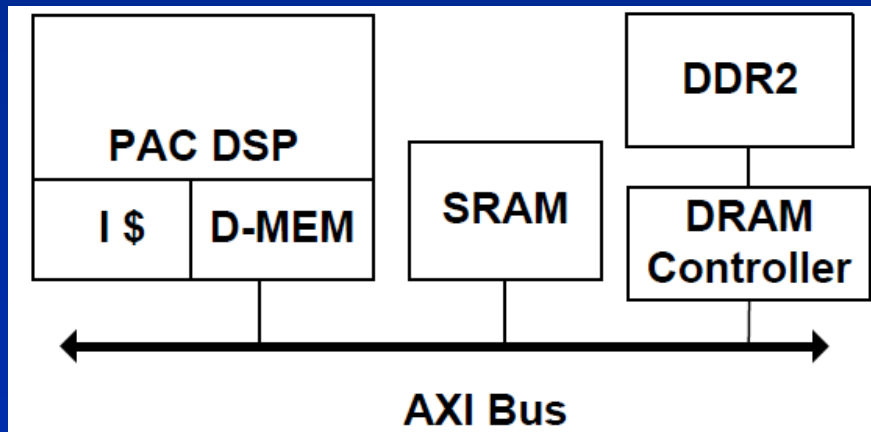 PAC DSP
I $
D-MEM
SRAM
DDR2
DRAM
Controller
AXI Bus